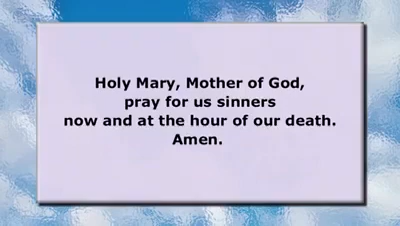 Holy Mary, Mother of God,
pray for us sinners
now and at the hour of our death.
Amen.